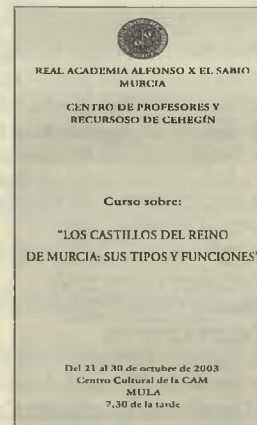 REAL ACADEMIA ALFONSO X EL SABIO
MURCIA
CENTRO DE PROFESORES Y
RECURSOSO DE CEHEGÍN
Curso sobre:
"LOS CASTILLOS DEL REINO
DE MURCIA: SUS TIPOS Y FUNCIONES"
Del 21 al 30 de octubre de 2003
Centro Cultural de la CAM
MULA
7,30 de la tarde